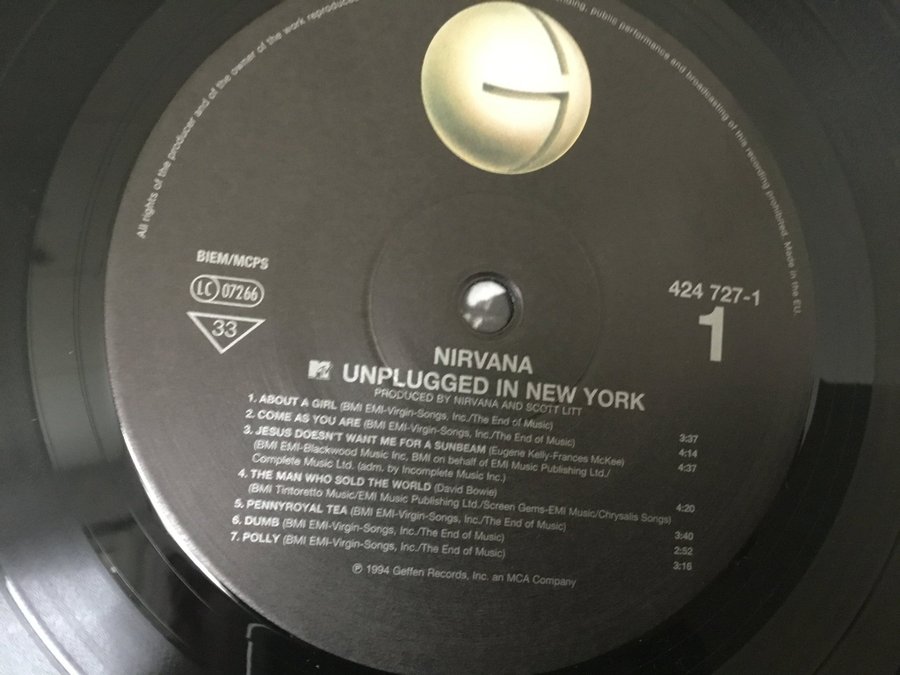 All rights of the producer and of the owner of the work reproduced
lending, public performance and broadcasting of this recording prohibited. Made in the EU.
BIEM/MCPS
LC 07266
33
424 727-1
1
NIRVANA
MTV UNPLUGGED IN NEW YORK
PRODUCED BY NIRVANA AND SCOTT LITT
1. ABOUT A GIRL (BMI EMI-Virgin-Songs, Inc./The End of Music) 3:37
2. COME AS YOU ARE (BMI EMI-Virgin-Songs, Inc./The End of Music) 4:14
3. JESUS DOESN'T WANT ME FOR A SUNBEAM (Eugene Kelly-Frances McKee) 4:37
(BMI EMI-Blackwood Music Inc. BMI on behalf of EMI Music Publishing Ltd./
Complete Music Ltd. (adm. by Incomplete Music Inc.)
4. THE MAN WHO SOLD THE WORLD (David Bowie)
(BMI Tintoretto Music/EMI Music Publishing Ltd./Screen Gems-EMI Music/Chrysalis Songs) 4:20
5. PENNYROYAL TEA (BMI EMI-Virgin-Songs, Inc./The End of Music) 3:40
6. DUMB (BMI EMI-Virgin-Songs, Inc./The End of Music) 2:52
7. POLLY (BMI EMI-Virgin-Songs, Inc./The End of Music) 3:16
℗ 1994 Geffen Records, Inc. an MCA Company